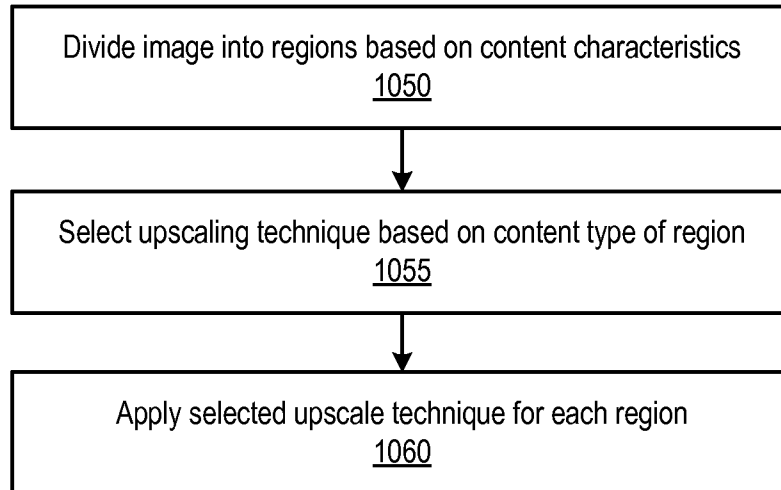 Divide image into regions based on content characteristics
1050
Select upscaling technique based on content type of region
1055
Apply selected upscale technique for each region
1060